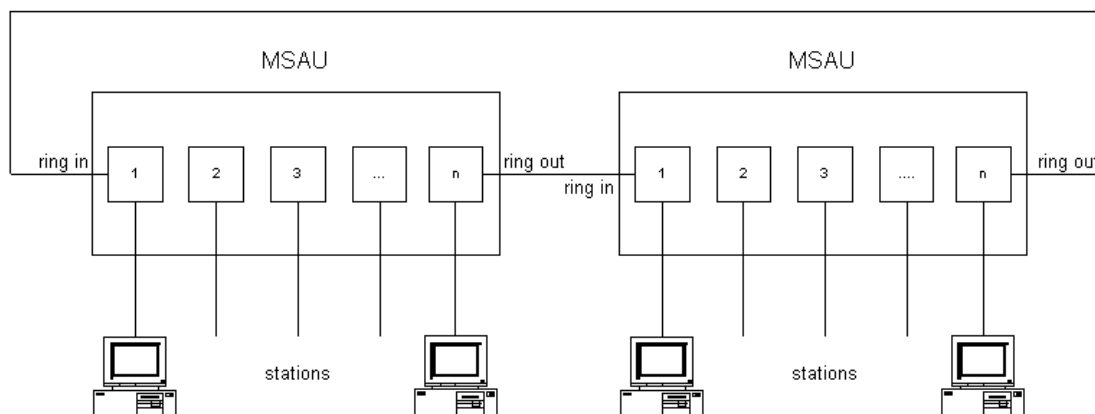 MSAU
MSAU
ring in
1
2
3
...
n
ring out
ring in
1
2
3
....
n
ring out
stations
stations